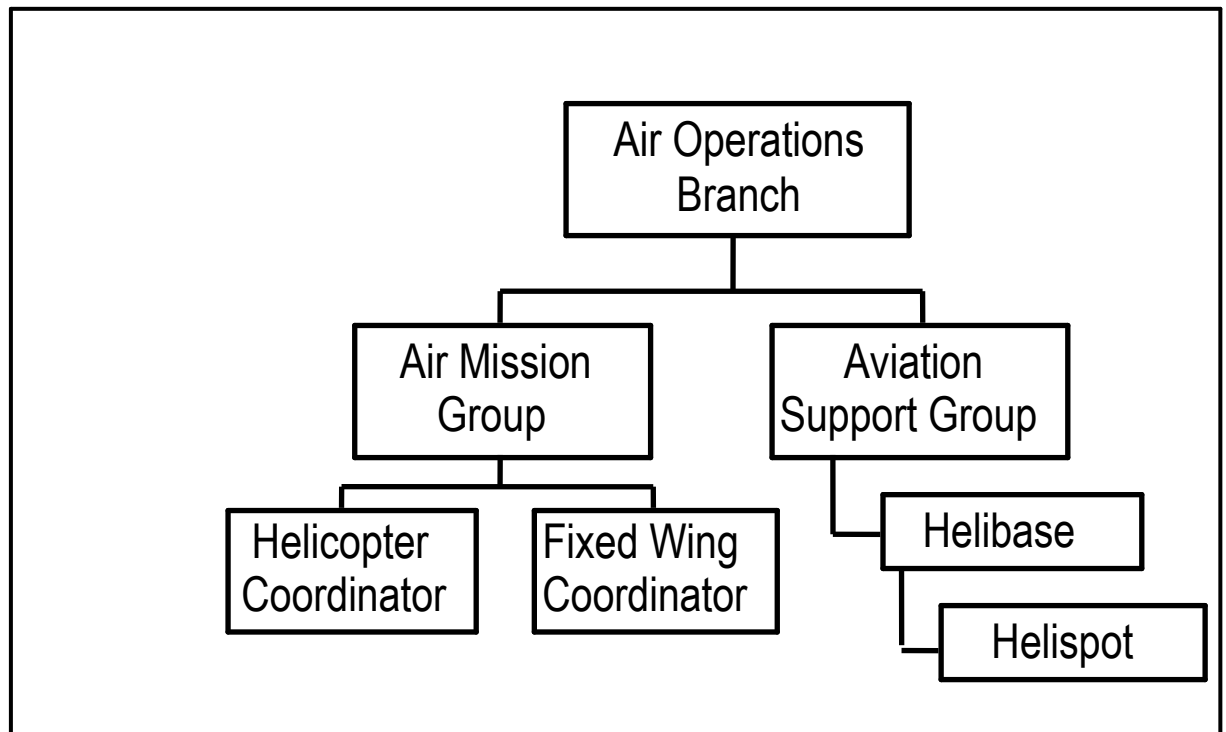 Air Operations
Branch
Air Mission
Group
Aviation
Support Group
Helicopter
Coordinator
Fixed Wing
Coordinator
Helibase
Helispot